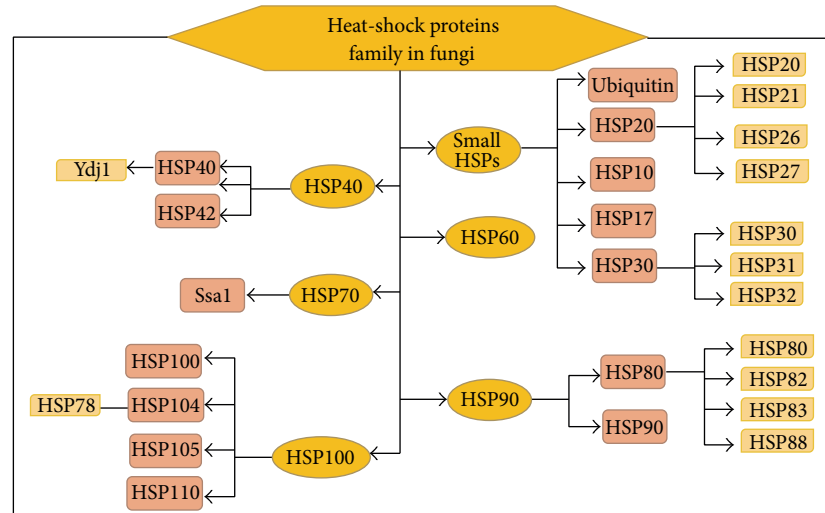 Heat-shock proteins
family in fungi
Small
HSPs
Ubiquitin
HSP20
HSP10
HSP17
HSP30
HSP20
HSP21
HSP26
HSP27
HSP30
HSP31
HSP32
HSP40
HSP40
HSP42
Ydj1
HSP60
HSP70
Ssa1
HSP90
HSP80
HSP90
HSP80
HSP82
HSP83
HSP88
HSP100
HSP100
HSP104
HSP105
HSP110
HSP78